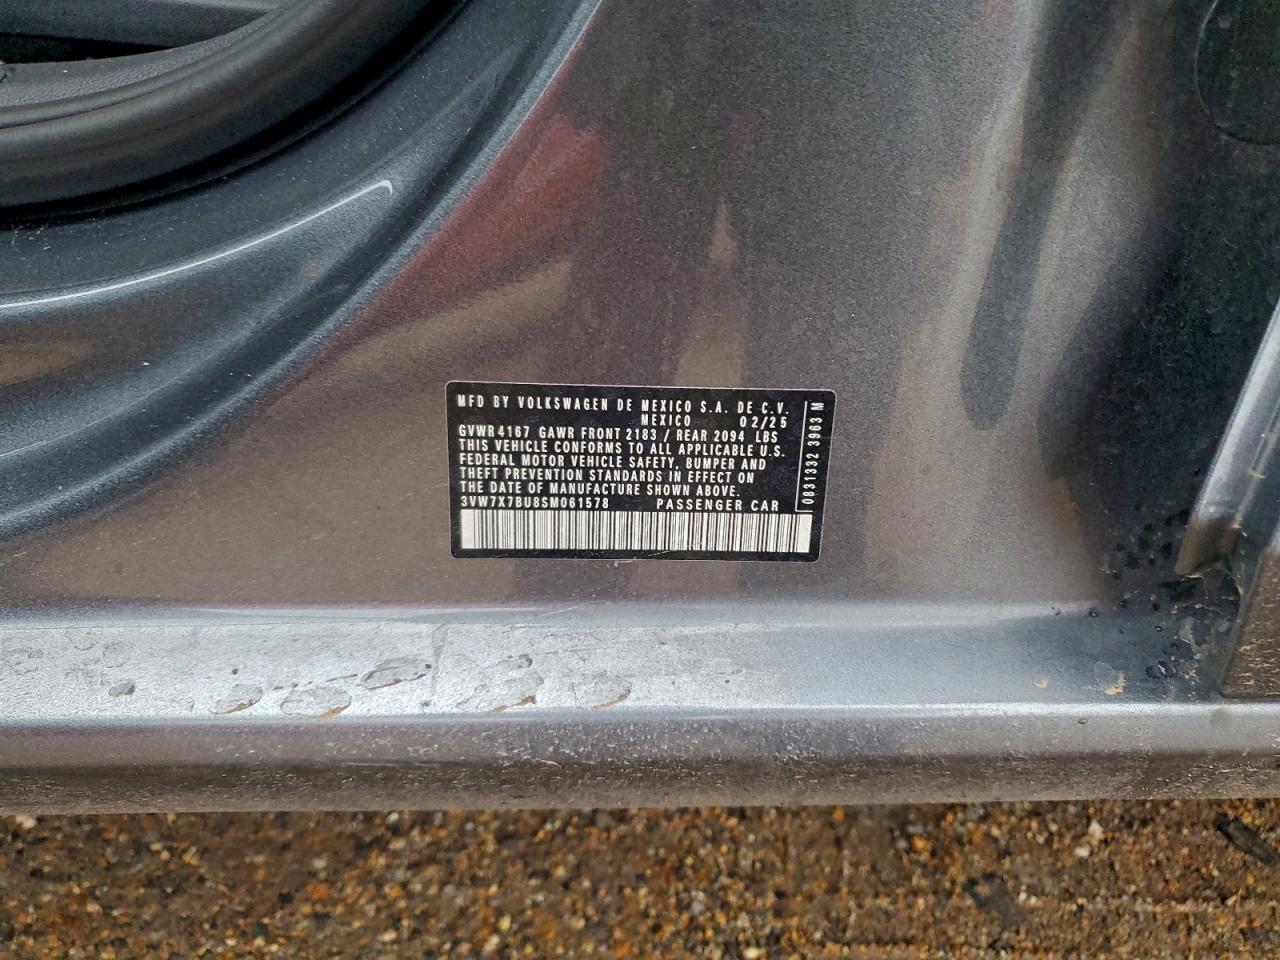 MFD BY VOLKSWAGEN DE MEXICO S.A. DE C.V.
MEXICO 02/25
GVWR 4167 GAWR FRONT 2183 / REAR 2094 LBS
THIS VEHICLE CONFORMS TO ALL APPLICABLE U.S.
FEDERAL MOTOR VEHICLE SAFETY, BUMPER AND
THEFT PREVENTION STANDARDS IN EFFECT ON
THE DATE OF MANUFACTURE SHOWN ABOVE.
3VW7X7BU8SM061578 PASSENGER CAR
0831332 3963 M